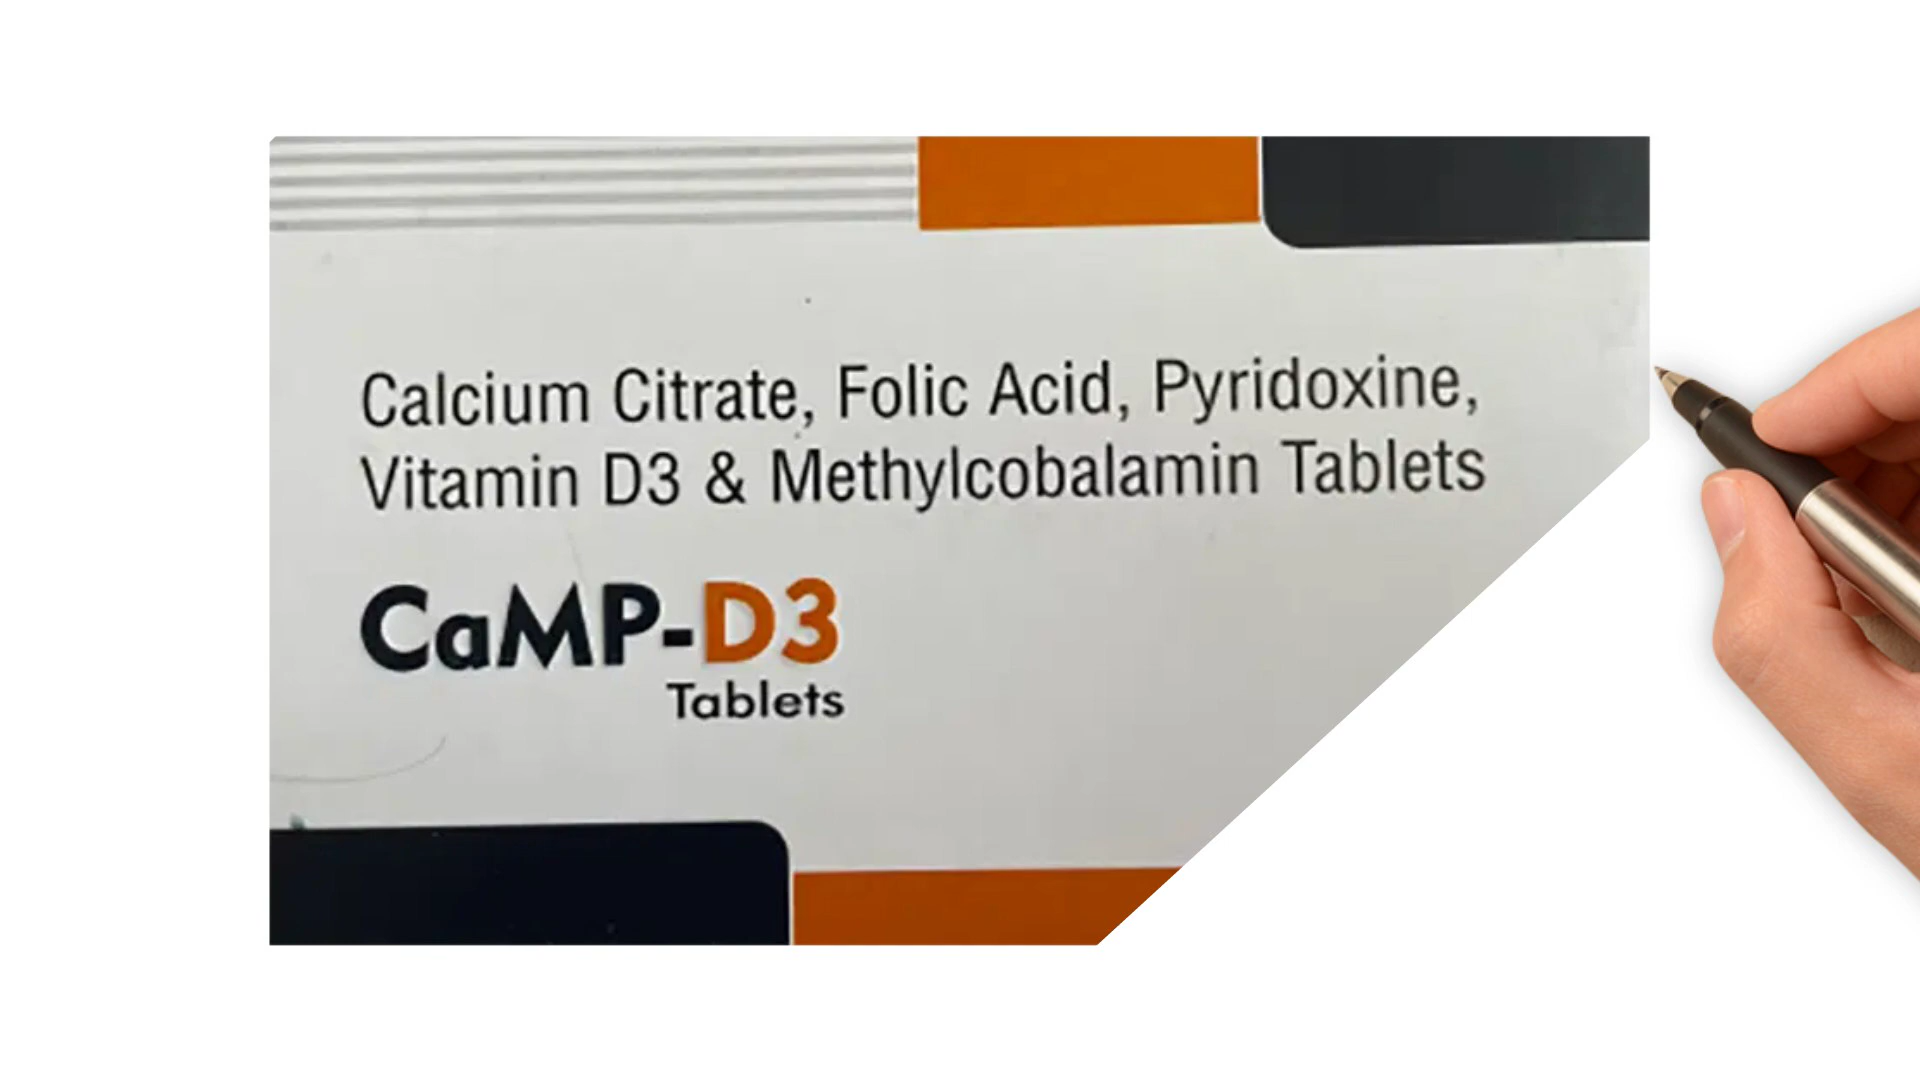 Calcium Citrate, Folic Acid, Pyridoxine,
Vitamin D3 & Methylcobalamin Tablets
CaMP-D3
Tablets